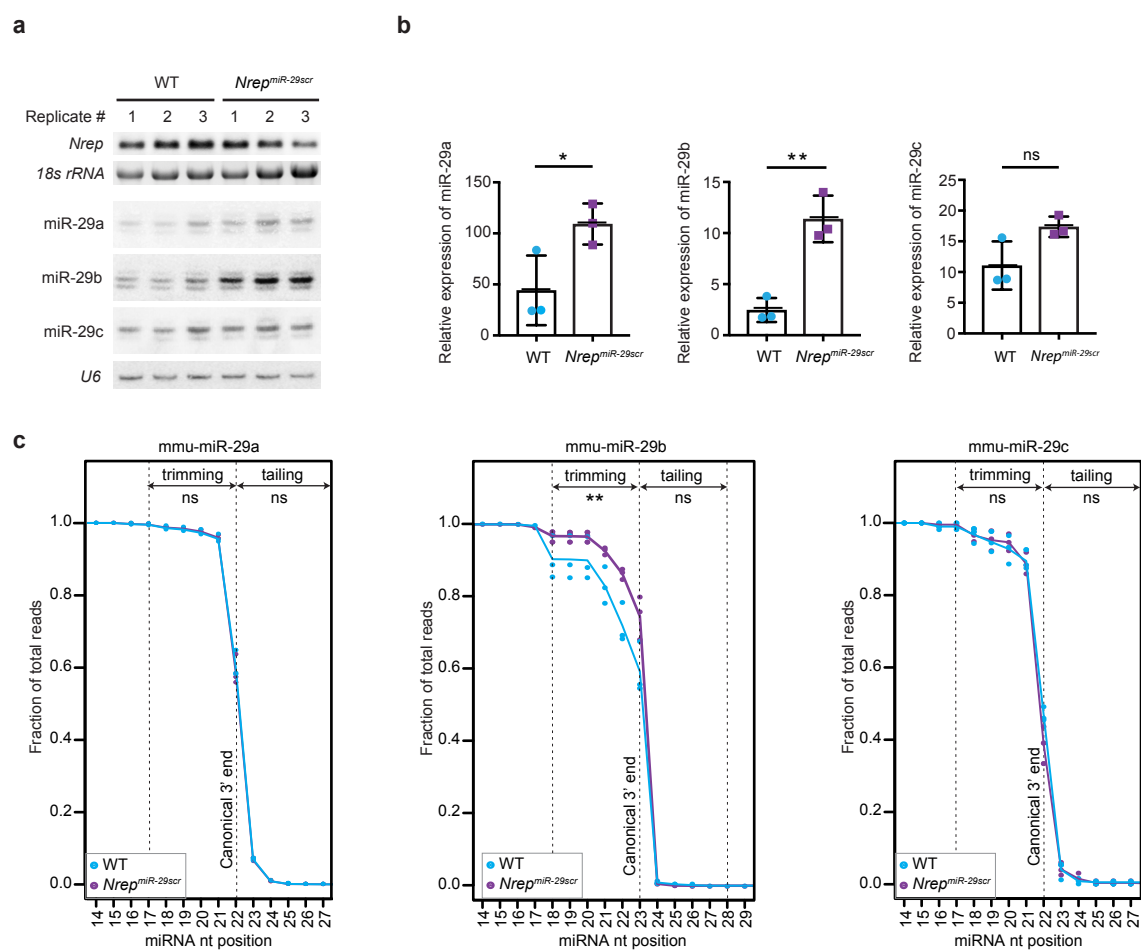 a
WT Nrep^miR-29scr
Replicate # 1 2 3 1 2 3
Nrep
18s rRNA
miR-29a
miR-29b
miR-29c
U6
b
Relative expression of miR-29a
150
100
50
0
*
WT Nrep^miR-29scr
Relative expression of miR-29b
15
10
5
0
**
WT Nrep^miR-29scr
Relative expression of miR-29c
25
20
15
10
5
0
ns
WT Nrep^miR-29scr
c
mmu-miR-29a
trimming tailing
ns ns
Fraction of total reads
1.0
0.8
0.6
0.4
0.2
0.0
Canonical 3’ end
WT
Nrep^miR-29scr
14 15 16 17 18 19 20 21 22 23 24 25 26 27
miRNA nt position
mmu-miR-29b
trimming tailing
** ns
Fraction of total reads
1.0
0.8
0.6
0.4
0.2
0.0
Canonical 3’ end
WT
Nrep^miR-29scr
14 15 16 17 18 19 20 21 22 23 24 25 26 27 28 29
miRNA nt position
mmu-miR-29c
trimming tailing
ns ns
Fraction of total reads
1.0
0.8
0.6
0.4
0.2
0.0
Canonical 3’ end
WT
Nrep^miR-29scr
14 15 16 17 18 19 20 21 22 23 24 25 26 27
miRNA nt position